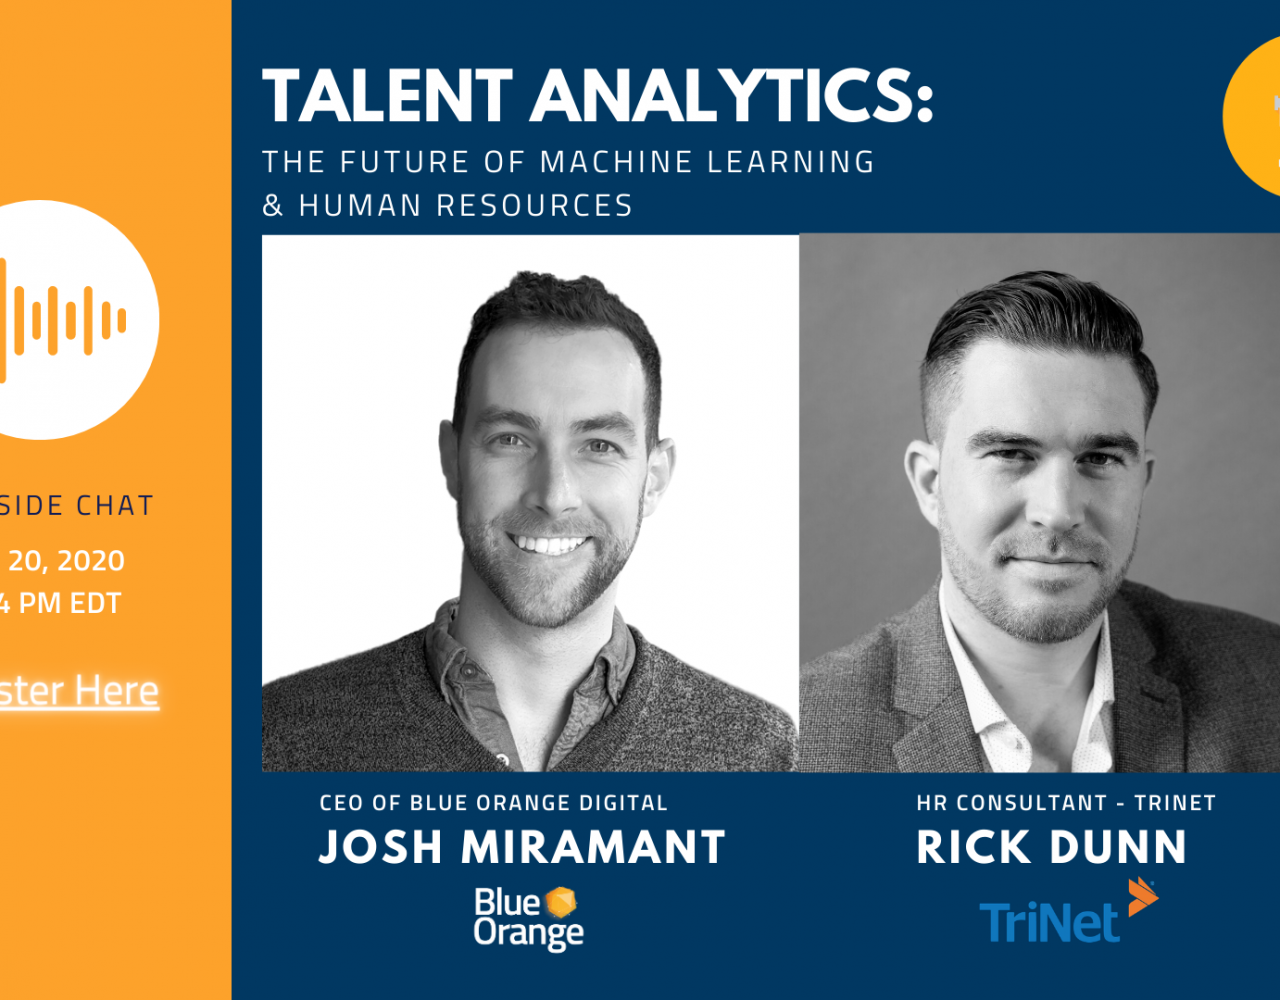 TALENT ANALYTICS:
THE FUTURE OF MACHINE LEARNING
& HUMAN RESOURCES
SIDE CHAT
20, 2020
4 PM EDT
ster Here
CEO OF BLUE ORANGE DIGITAL
JOSH MIRAMANT
Blue
Orange
HR CONSULTANT - TRINET
RICK DUNN
TriNet